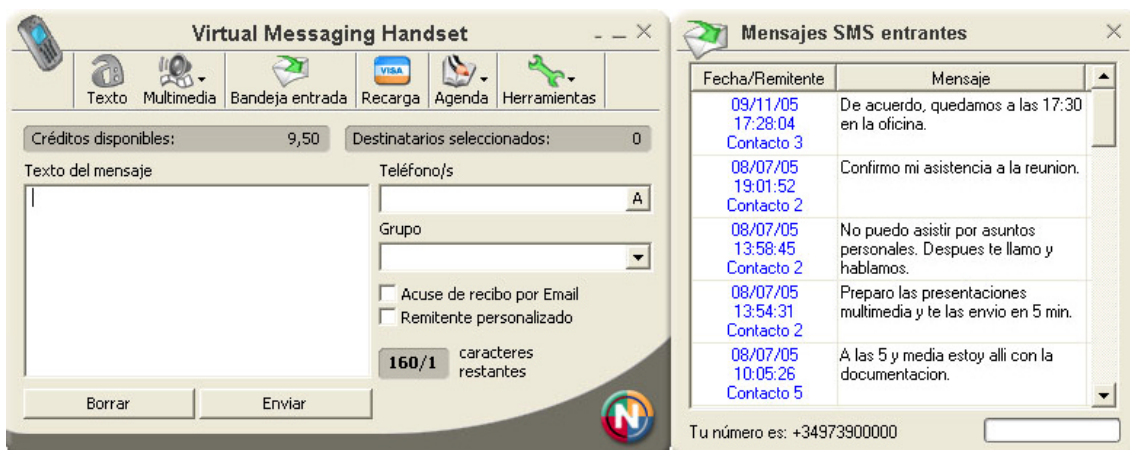 Virtual Messaging Handset
Texto
Multimedia
Bandeja entrada
VISA
Recarga
Agenda
Herramientas
Créditos disponibles: 9,50
Destinatarios seleccionados: 0
Texto del mensaje
Teléfono/s
A
Grupo
Acuse de recibo por Email
Remitente personalizado
160/1
caracteres
restantes
Borrar
Enviar
N
Mensajes SMS entrantes
Fecha/Remitente
Mensaje
09/11/05
17:28:04
Contacto 3
De acuerdo, quedamos a las 17:30
en la oficina.
08/07/05
19:01:52
Contacto 2
Confirmo mi asistencia a la reunion.
08/07/05
13:58:45
Contacto 2
No puedo asistir por asuntos
personales. Despues te llamo y
hablamos.
08/07/05
13:54:31
Contacto 2
Preparo las presentaciones
multimedia y te las envio en 5 min.
08/07/05
10:05:26
Contacto 5
A las 5 y media estoy alli con la
documentacion.
Tu número es: +34973900000